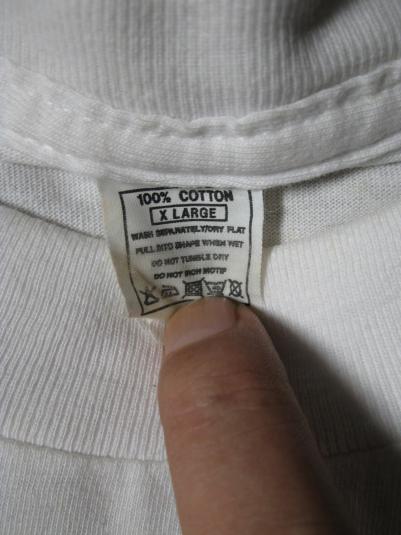 100% COTTON
X LARGE
WASH SEPARATELY/DRY FLAT
PULL INTO SHAPE WHEN WET
DO NOT TUMBLE DRY
DO NOT IRON MOTIF